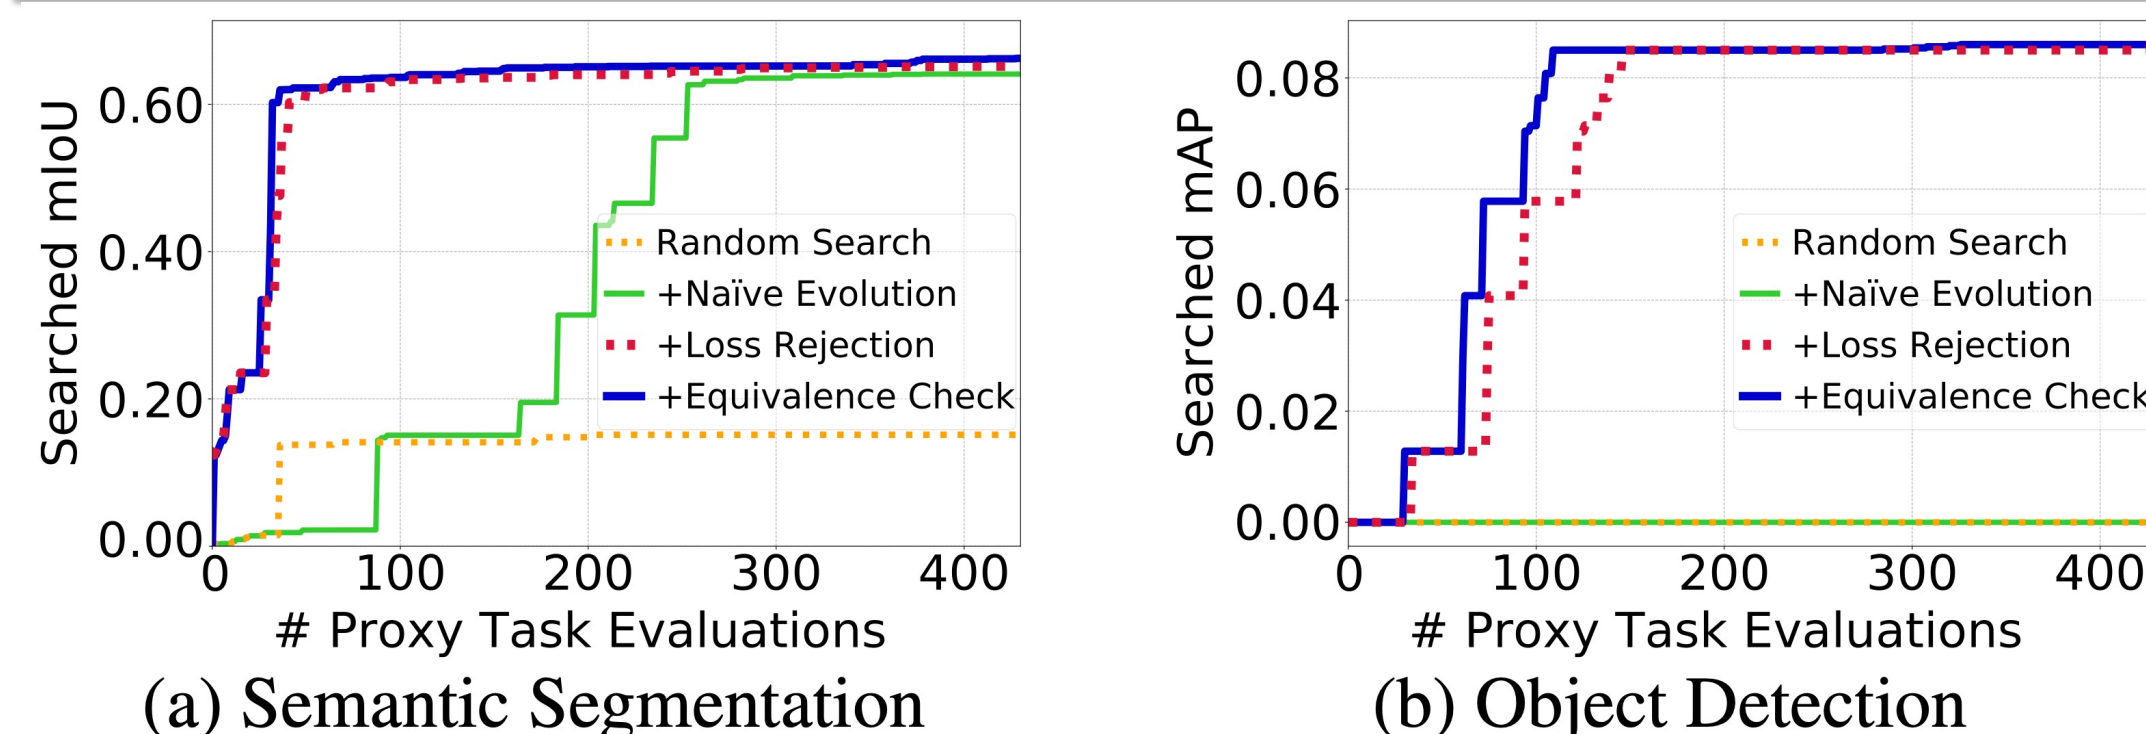 Searched mIoU
0.60
0.40
0.20
0.00
0 100 200 300 400
# Proxy Task Evaluations
Random Search
+Naïve Evolution
+Loss Rejection
+Equivalence Check
(a) Semantic Segmentation
Searched mAP
0.08
0.06
0.04
0.02
0.00
0 100 200 300 400
# Proxy Task Evaluations
Random Search
+Naïve Evolution
+Loss Rejection
+Equivalence Check
(b) Object Detection